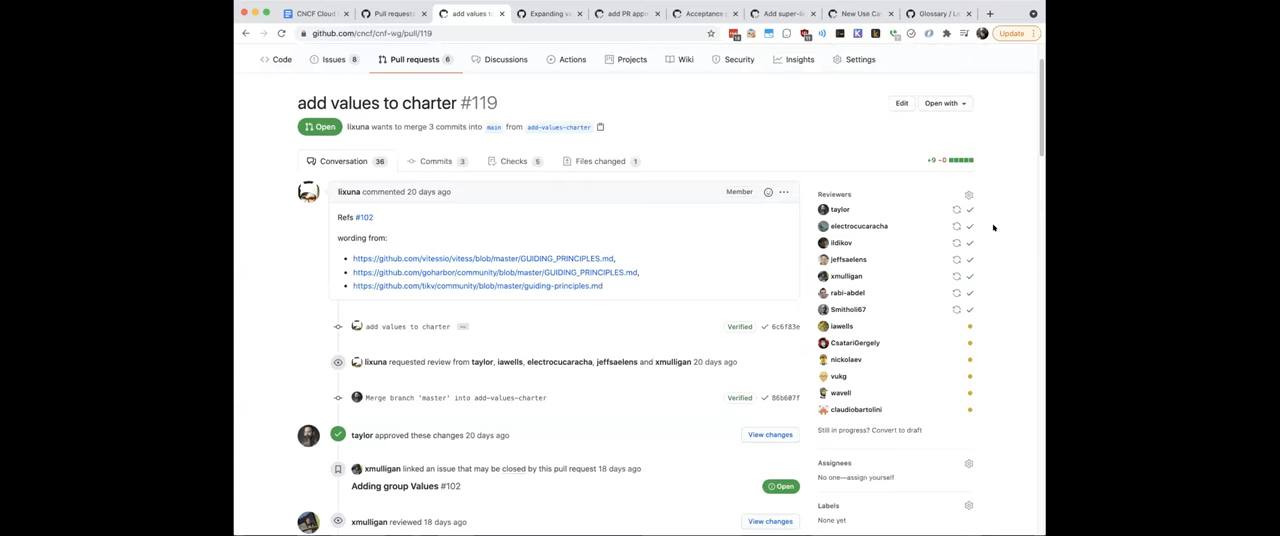 CNCF Cloud
Pull requests
add values to
Expanding v
add PR app
Acceptance
Add super-li
New Use Ca
Glossary / Le
github.com/cncf/cnf-wg/pull/119
Update
Code
Issues 8
Pull requests 6
Discussions
Actions
Projects
Wiki
Security
Insights
Settings
add values to charter #119
Edit
Open with
Open
lixuna wants to merge 3 commits into main from add-values-charter
Conversation 36
Commits 3
Checks 5
Files changed 1
+9 −0
lixuna commented 20 days ago
Member
Refs #102
wording from:
https://github.com/vitessio/vitess/blob/master/GUIDING_PRINCIPLES.md,
https://github.com/goharbor/community/blob/master/GUIDING_PRINCIPLES.md,
https://github.com/tikv/community/blob/master/guiding-principles.md
add values to charter
Verified
6c6f83e
lixuna requested review from taylor, iawells, electrocucaracha, jeffsaelens and xmulligan 20 days ago
Merge branch 'master' into add-values-charter
Verified
86b607f
taylor approved these changes 20 days ago
View changes
xmulligan linked an issue that may be closed by this pull request 18 days ago
Adding group Values #102
Open
xmulligan reviewed 18 days ago
View changes
Reviewers
taylor
electrocucaracha
ildikov
jeffsaelens
xmulligan
rabi-abdel
Smitholi67
iawells
CsatariGergely
nickolaev
vukg
wavell
claudiobartolini
Still in progress? Convert to draft
Assignees
No one—assign yourself
Labels
None yet